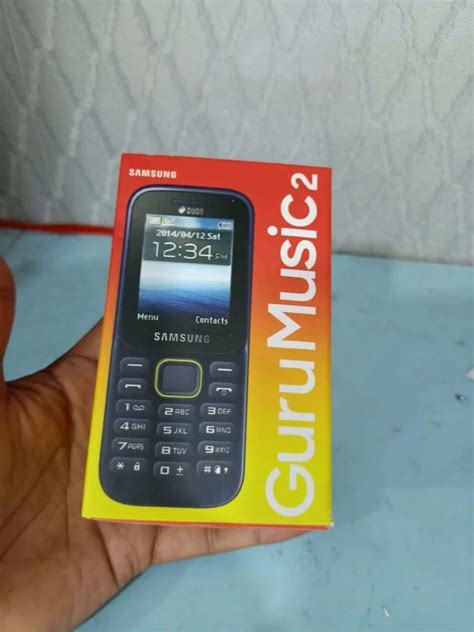 SAMSUNG
DUOS
2014/04/12 Sat
12:34 PM
Menu Contacts
SAMSUNG
1
2 ABC
3 DEF
4 GHI
5 JKL
6 MNO
7 PQRS
8 TUV
9 WXYZ
*
0 +
#
Guru Music 2